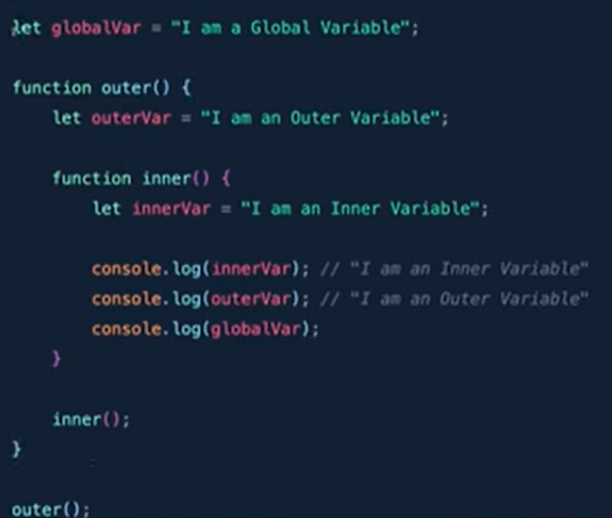 let globalVar = "I am a Global Variable";
function outer() {
let outerVar = "I am an Outer Variable";
function inner() {
let innerVar = "I am an Inner Variable";
console.log(innerVar); // "I am an Inner Variable"
console.log(outerVar); // "I am an Outer Variable"
console.log(globalVar);
}
inner();
}
outer();